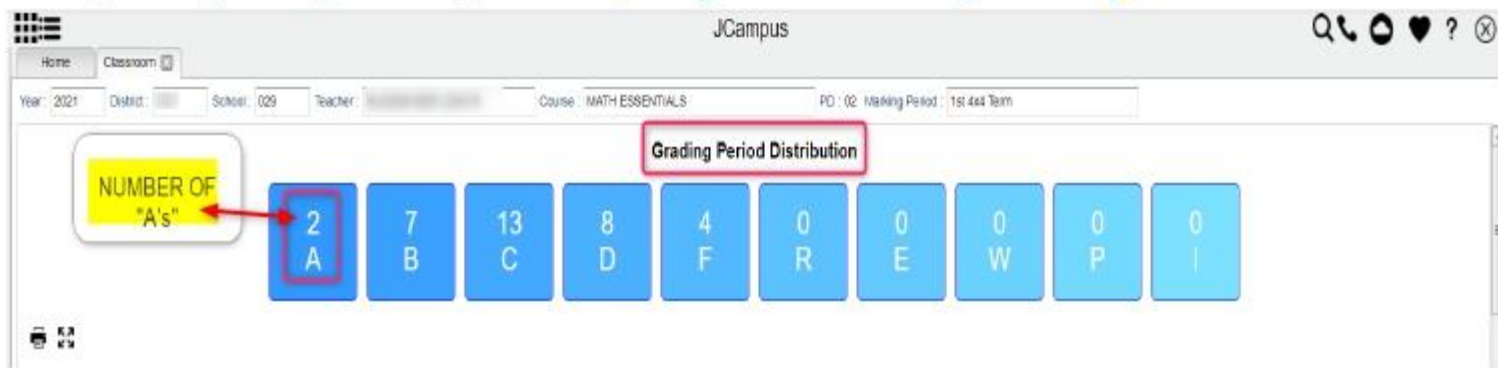 JCampus
?
Home Classroom
Year: 2021 District: School: 029 Teacher: Course: MATH ESSENTIALS PD: 02 Marking Period: 1st 4x4 Term
Grading Period Distribution
NUMBER OF
"A's"
2 7 13 8 4 0 0 0 0 0
A B C D F R E W P I